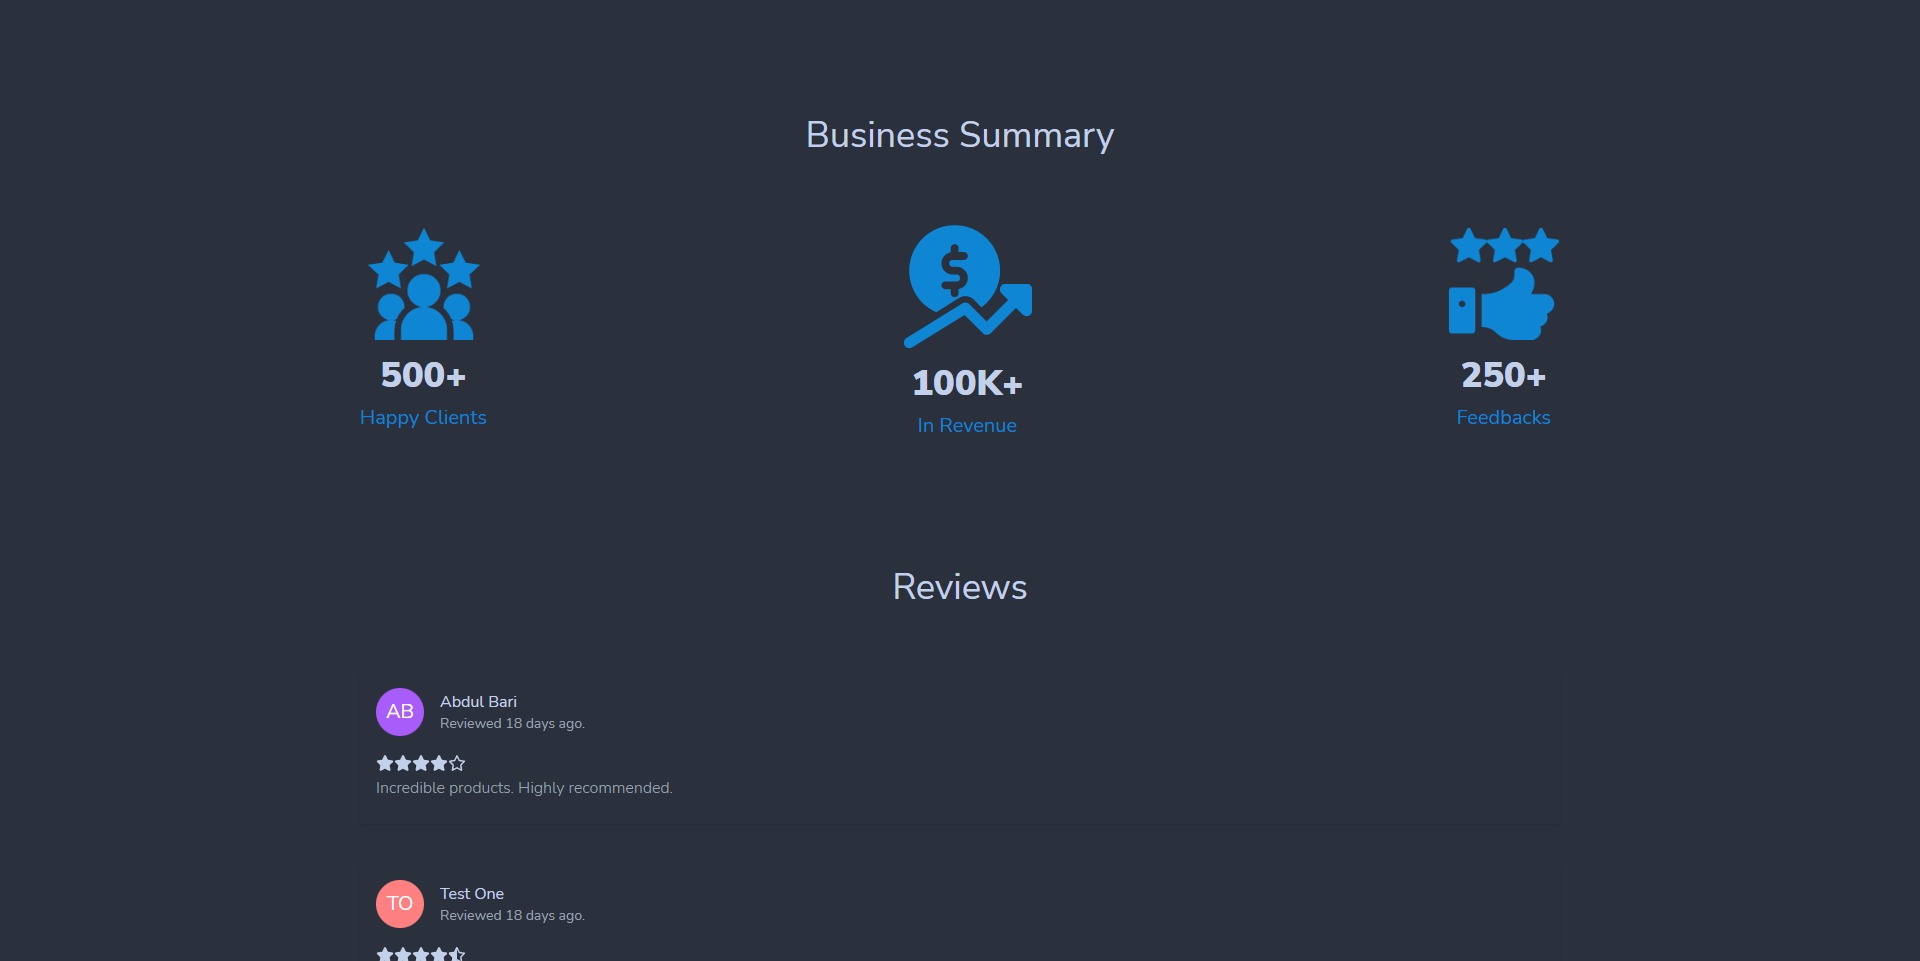 Business Summary
500+
Happy Clients
100K+
In Revenue
250+
Feedbacks
Reviews
AB
Abdul Bari
Reviewed 18 days ago.
Incredible products. Highly recommended.
TO
Test One
Reviewed 18 days ago.